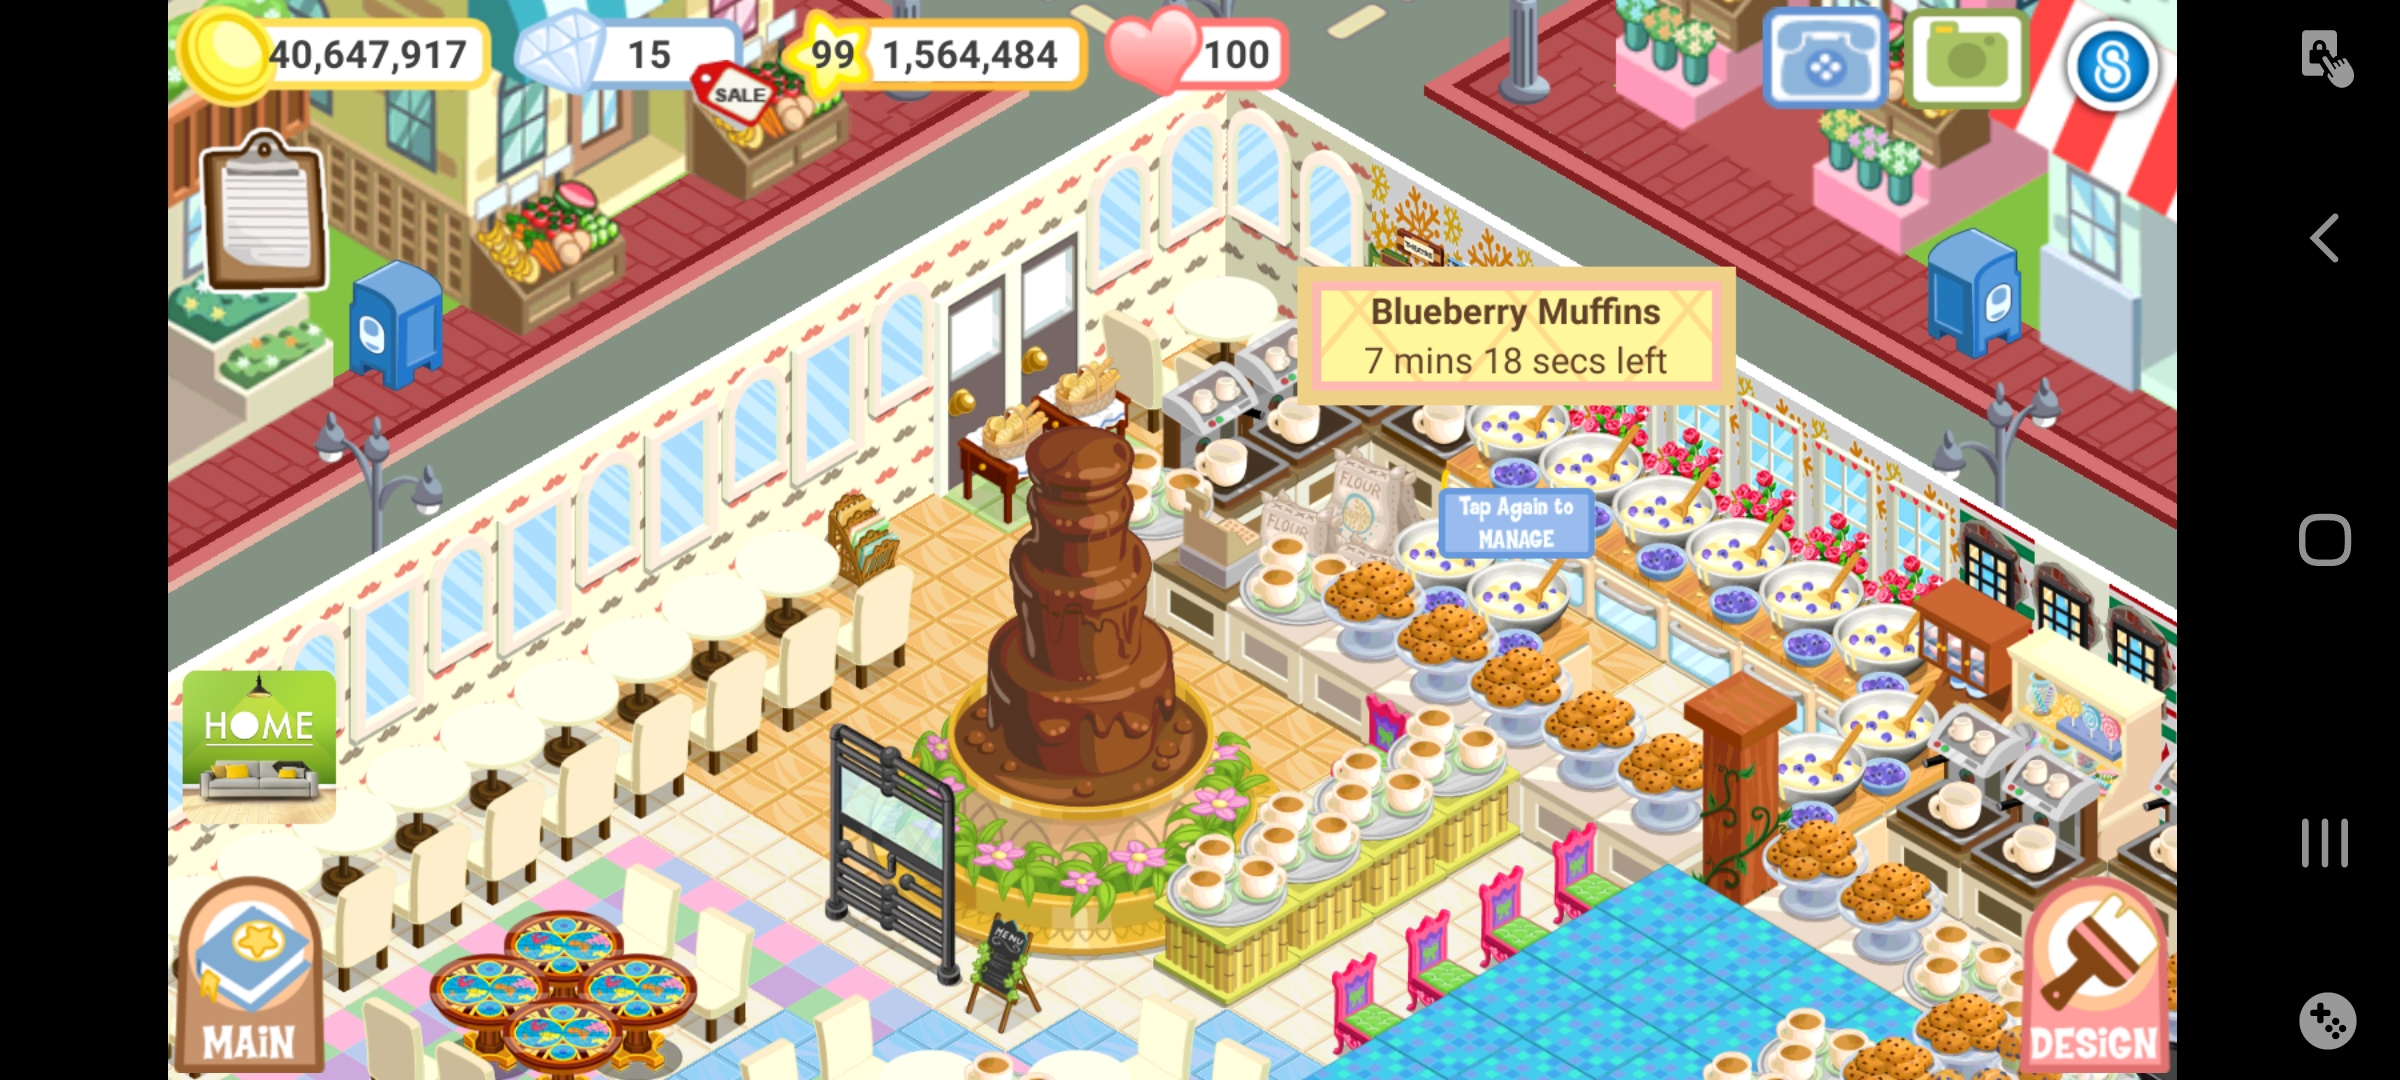 40,647,917
15
SALE
99
1,564,484
100
Blueberry Muffins
7 mins 18 secs left
FLOUR
FLOUR
Tap Again to
MANAGE
HOME
MENU
MAiN
DESiGN